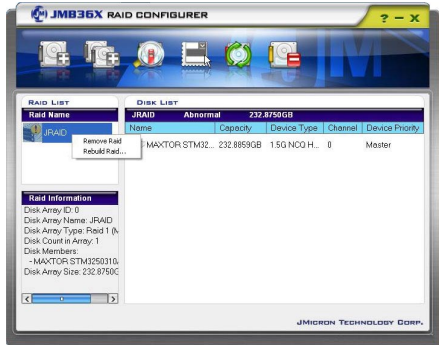 JMB36X RAID CONFIGURER
? – X
RAID LIST
Raid Name
JRAID
Remove Raid
Rebuild Raid...
DISK LIST
JRAID Abnormal 232.8750GB
Name Capacity Device Type Channel Device Priority
MAXTOR STM32... 232.8859GB 1.5G NCQ H... 0 Master
Raid Information
Disk Array ID: 0
Disk Array Name: JRAID
Disk Array Type: Raid 1 (M
Disk Count in Array: 1
Disk Members:
- MAXTOR STM3250310
Disk Array Size: 232.8750G
JMICRON TECHNOLOGY CORP.